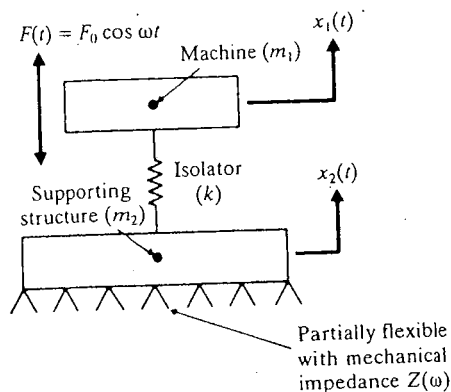 F(t) = F₀ cos ωt
x₁(t)
Machine (m₁)
Isolator
(k)
x₂(t)
Supporting
structure (m₂)
Partially flexible
with mechanical
impedance Z(ω)